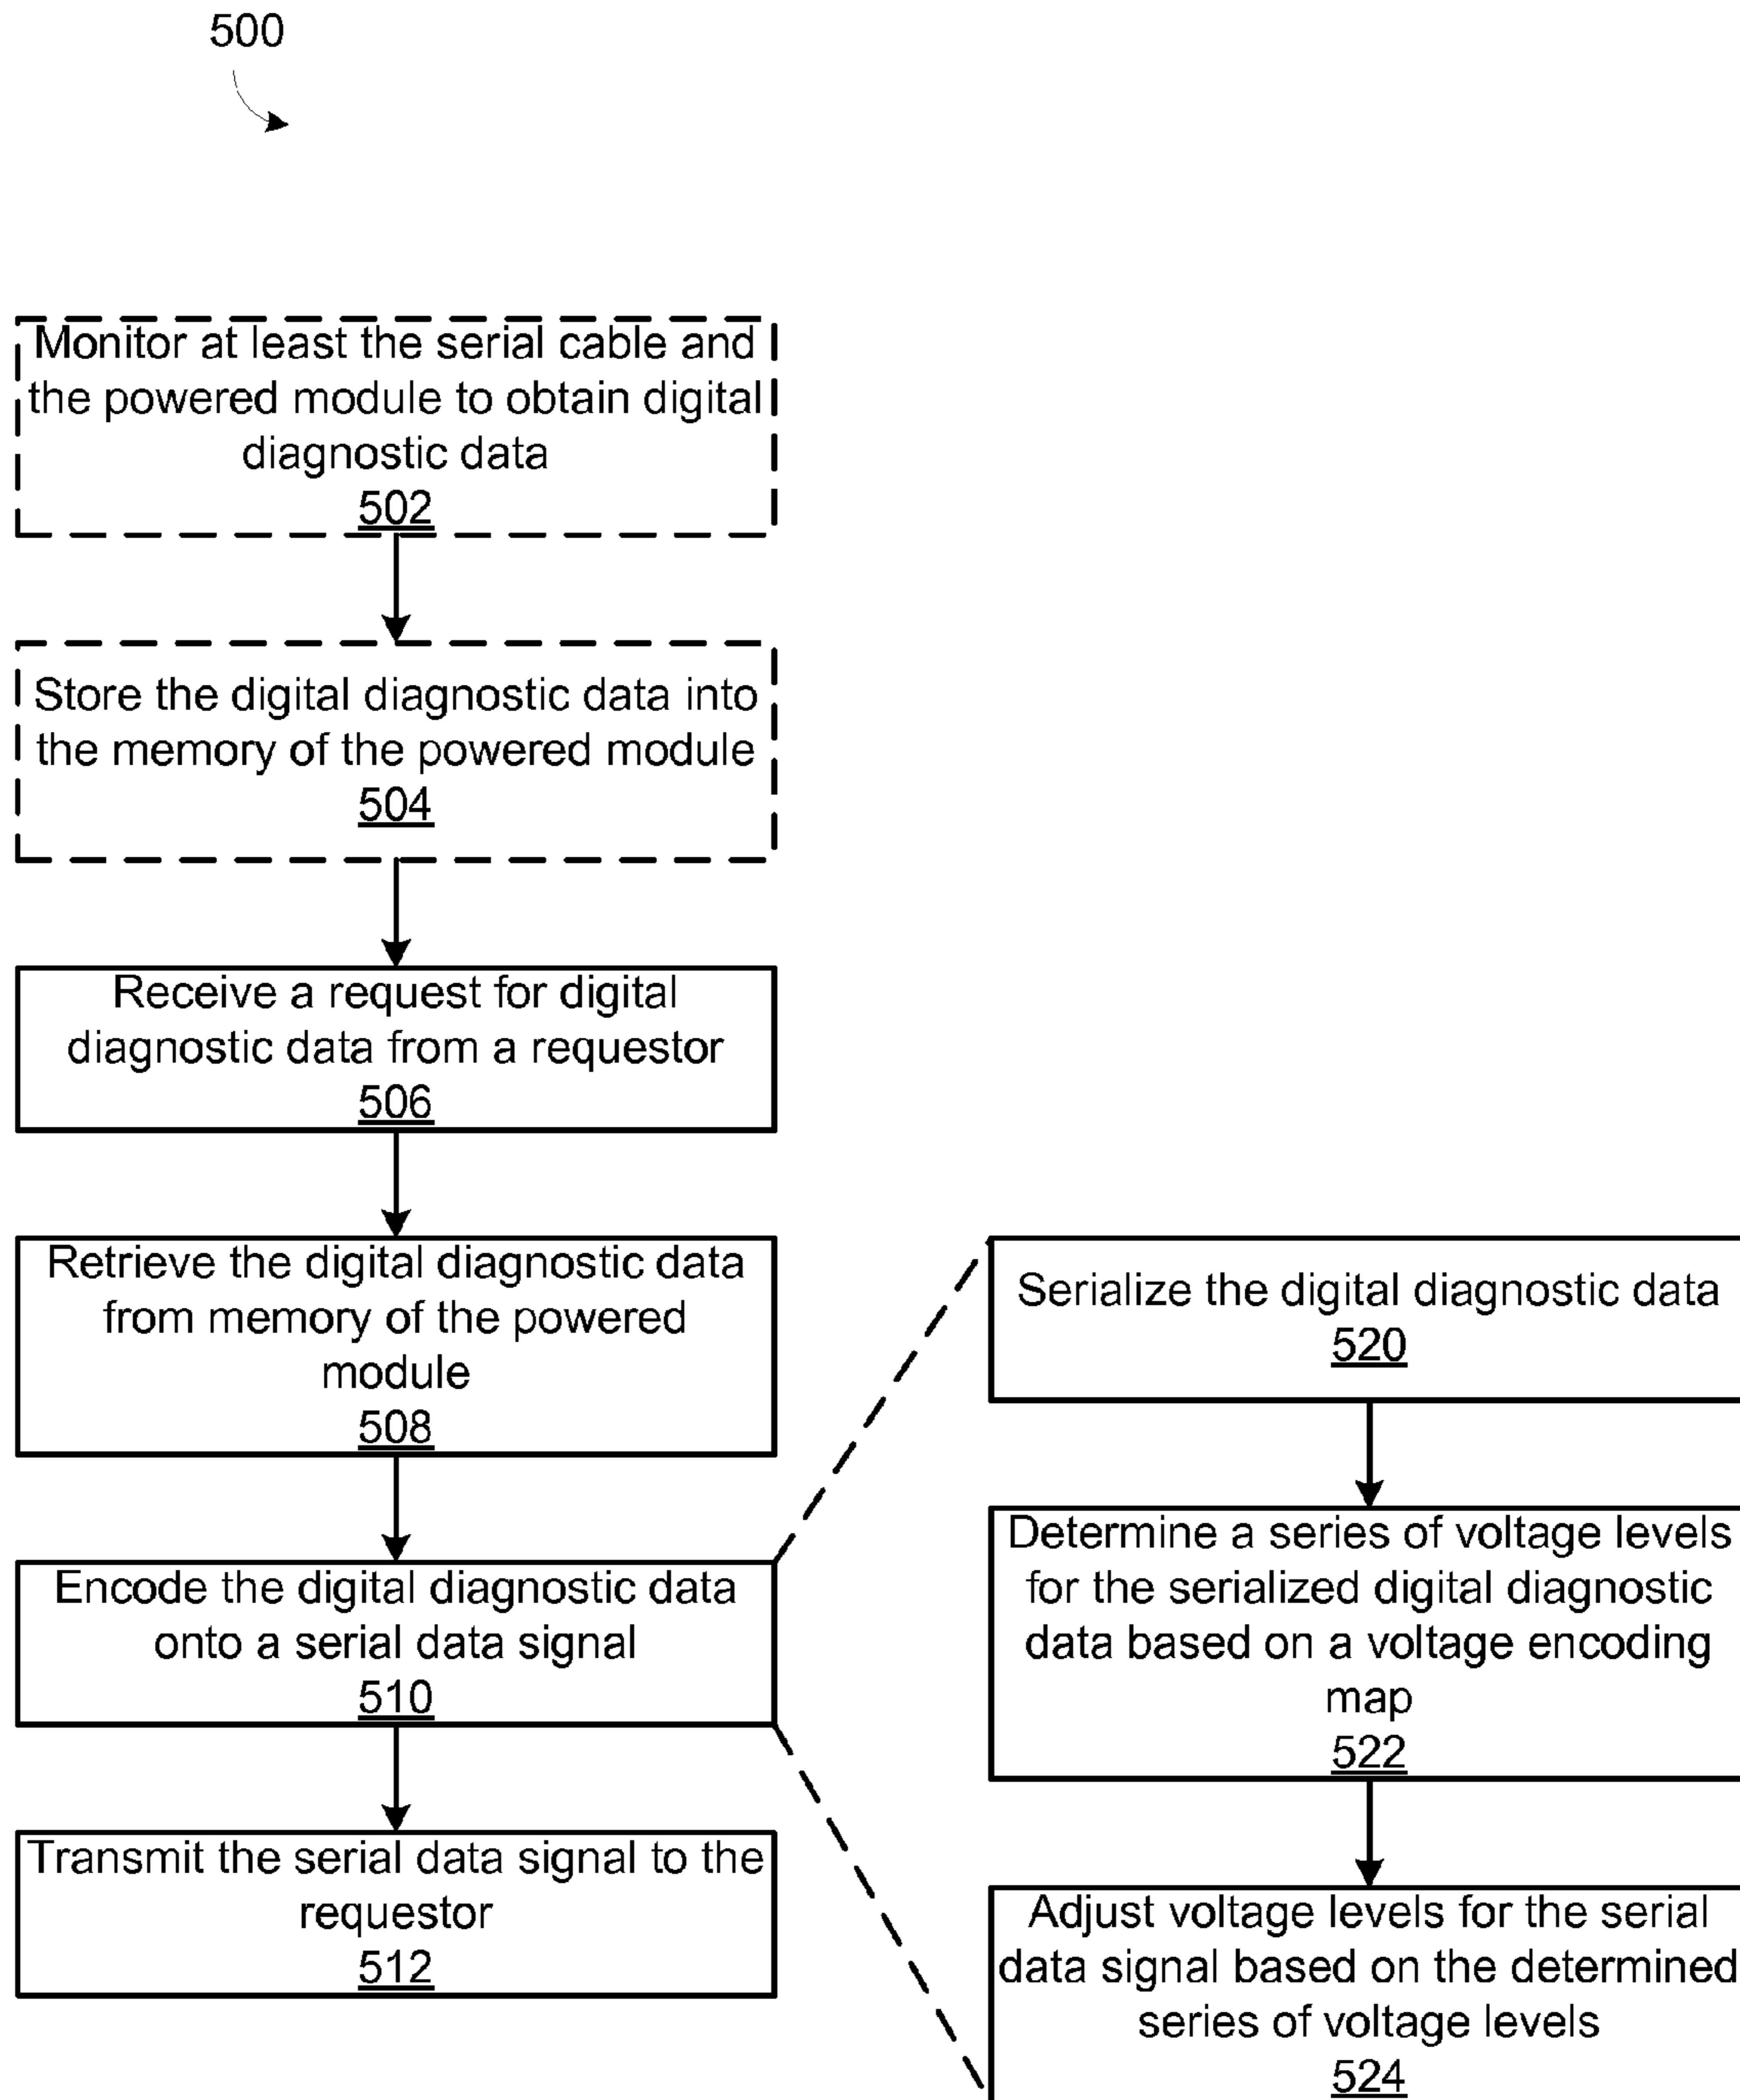 500
Monitor at least the serial cable and
the powered module to obtain digital
diagnostic data
502
Store the digital diagnostic data into
the memory of the powered module
504
Receive a request for digital
diagnostic data from a requestor
506
Retrieve the digital diagnostic data
from memory of the powered
module
508
Encode the digital diagnostic data
onto a serial data signal
510
Transmit the serial data signal to the
requestor
512
Serialize the digital diagnostic data
520
Determine a series of voltage levels
for the serialized digital diagnostic
data based on a voltage encoding
map
522
Adjust voltage levels for the serial
data signal based on the determined
series of voltage levels
524